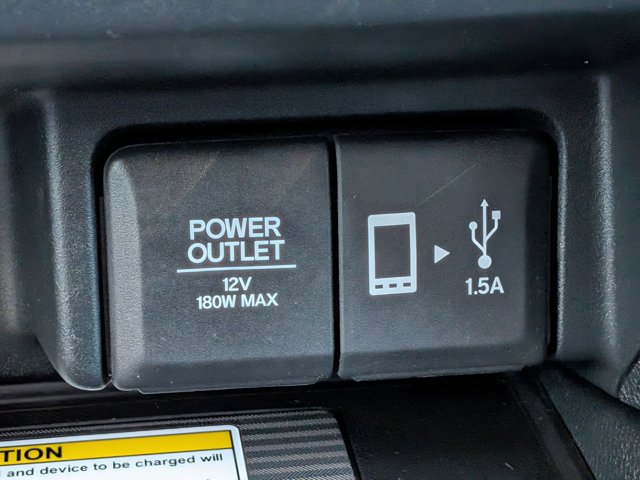 POWER
OUTLET
12V
180W MAX
1.5A
TION
and device to be charged will